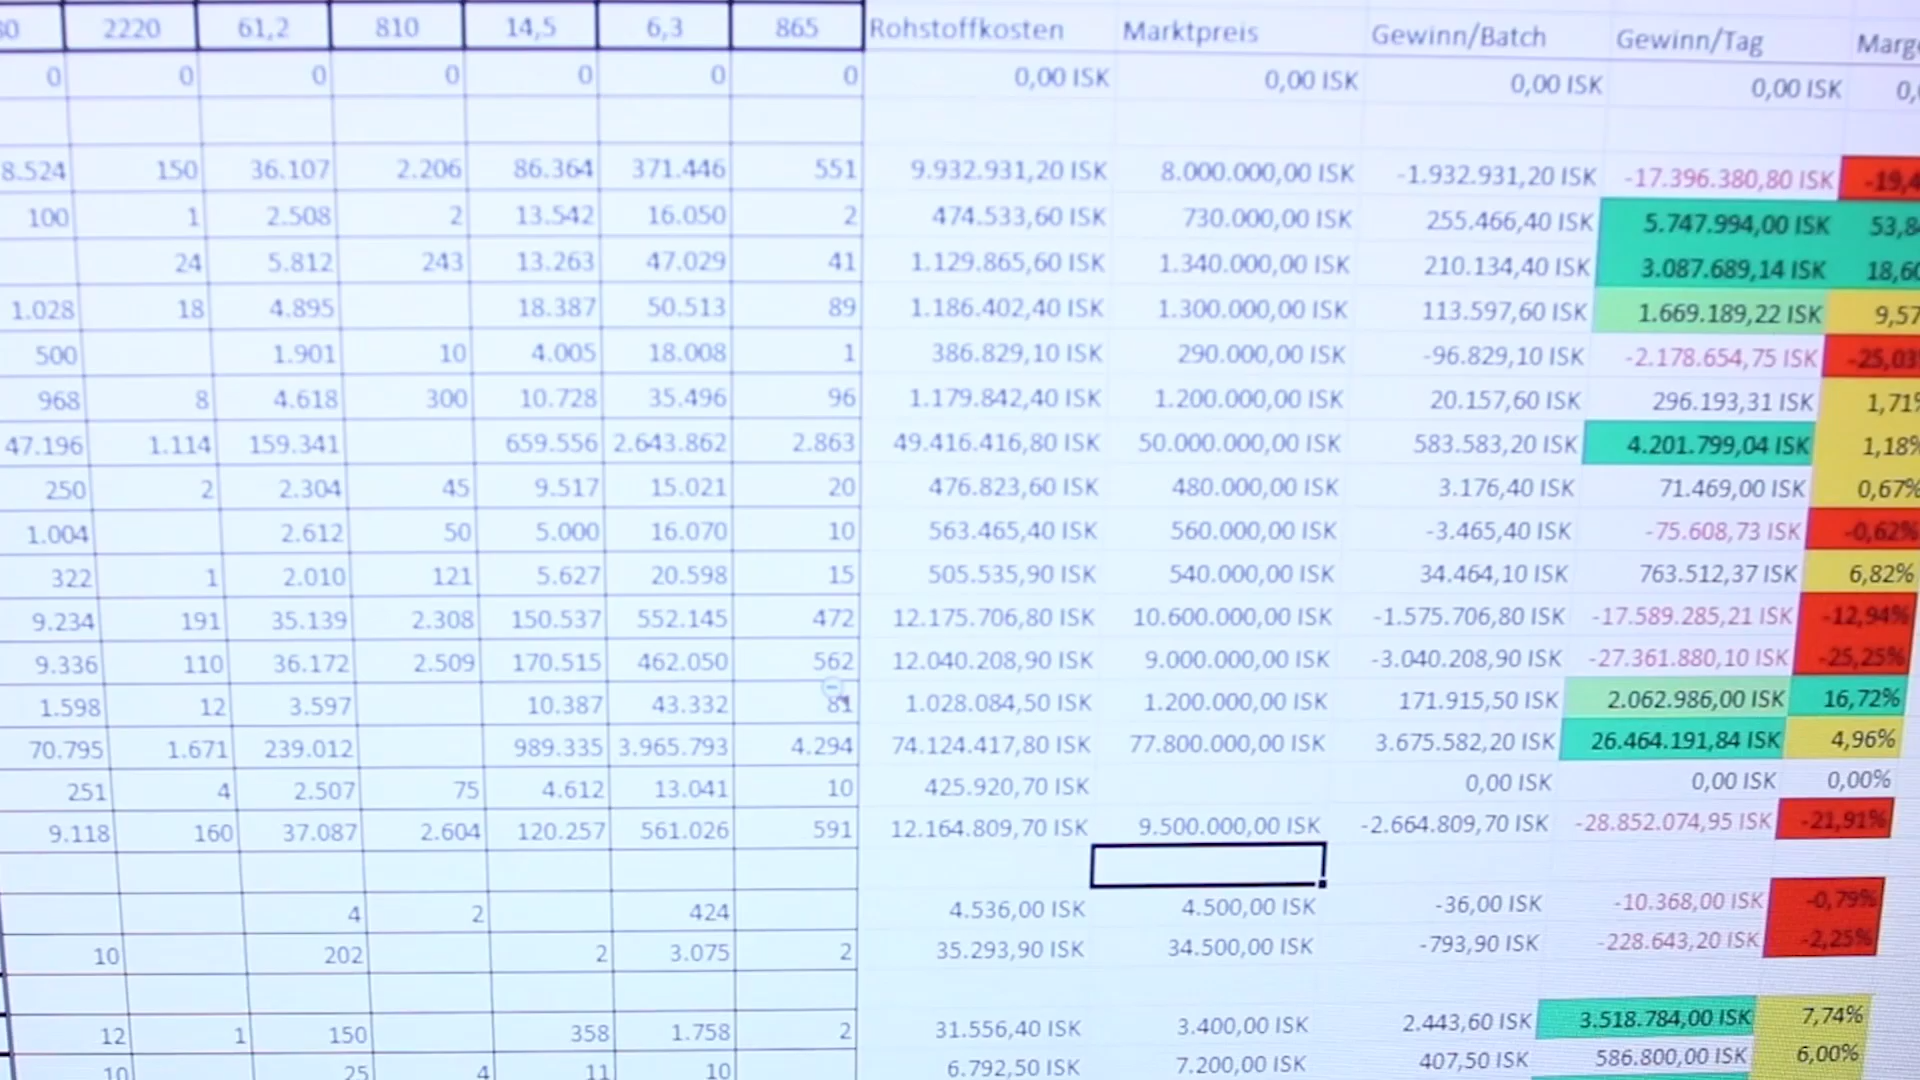 2220 61,2 810 14,5 6,3 865 Rohstoffkosten Marktpreis Gewinn/Batch Gewinn/Tag
0 0 0 0 0 0 0 0,00 ISK 0,00 ISK 0,00 ISK 0,00 ISK
8.524 150 36.107 2.206 86.364 371.446 551 9.932.931,20 ISK 8.000.000,00 ISK -1.932.931,20 ISK -17.396.380,80 ISK -19,4
100 1 2.508 2 13.542 16.050 2 474.533,60 ISK 730.000,00 ISK 255.466,40 ISK 5.747.994,00 ISK 53,8
24 5.812 243 13.263 47.029 41 1.129.865,60 ISK 1.340.000,00 ISK 210.134,40 ISK 3.087.689,14 ISK 18,60
1.028 18 4.895 18.387 50.513 89 1.186.402,40 ISK 1.300.000,00 ISK 113.597,60 ISK 1.669.189,22 ISK 9,57
500 1.901 10 4.005 18.008 1 386.829,10 ISK 290.000,00 ISK -96.829,10 ISK -2.178.654,75 ISK -25,03
968 8 4.618 300 10.728 35.496 96 1.179.842,40 ISK 1.200.000,00 ISK 20.157,60 ISK 296.193,31 ISK 1,71%
47.196 1.114 159.341 659.556 2.643.862 2.863 49.416.416,80 ISK 50.000.000,00 ISK 583.583,20 ISK 4.201.799,04 ISK 1,18%
250 2 2.304 45 9.517 15.021 20 476.823,60 ISK 480.000,00 ISK 3.176,40 ISK 71.469,00 ISK 0,67%
1.004 2.612 50 5.000 16.070 10 563.465,40 ISK 560.000,00 ISK -3.465,40 ISK -75.608,73 ISK -0,62%
322 1 2.010 121 5.627 20.598 15 505.535,90 ISK 540.000,00 ISK 34.464,10 ISK 763.512,37 ISK 6,82%
9.234 191 35.139 2.308 150.537 552.145 472 12.175.706,80 ISK 10.600.000,00 ISK -1.575.706,80 ISK -17.589.285,21 ISK -12,94%
9.336 110 36.172 2.509 170.515 462.050 562 12.040.208,90 ISK 9.000.000,00 ISK -3.040.208,90 ISK -27.361.880,10 ISK -25,25%
1.598 12 3.597 10.387 43.332 81 1.028.084,50 ISK 1.200.000,00 ISK 171.915,50 ISK 2.062.986,00 ISK 16,72%
70.795 1.671 239.012 989.335 3.965.793 4.294 74.124.417,80 ISK 77.800.000,00 ISK 3.675.582,20 ISK 26.464.191,84 ISK 4,96%
251 4 2.507 75 4.612 13.041 10 425.920,70 ISK 0,00 ISK 0,00 ISK 0,00%
9.118 160 37.087 2.604 120.257 561.026 591 12.164.809,70 ISK 9.500.000,00 ISK -2.664.809,70 ISK -28.852.074,95 ISK -21,91%
4 2 424 4.536,00 ISK 4.500,00 ISK -36,00 ISK -10.368,00 ISK -0,79%
10 202 2 3.075 2 35.293,90 ISK 34.500,00 ISK -793,90 ISK -228.643,20 ISK -2,25%
12 1 150 358 1.758 2 31.556,40 ISK 3.400,00 ISK 2.443,60 ISK 3.518.784,00 ISK 7,74%
10 25 4 11 10 6.792,50 ISK 7.200,00 ISK 407,50 ISK 586.800,00 ISK 6,00%